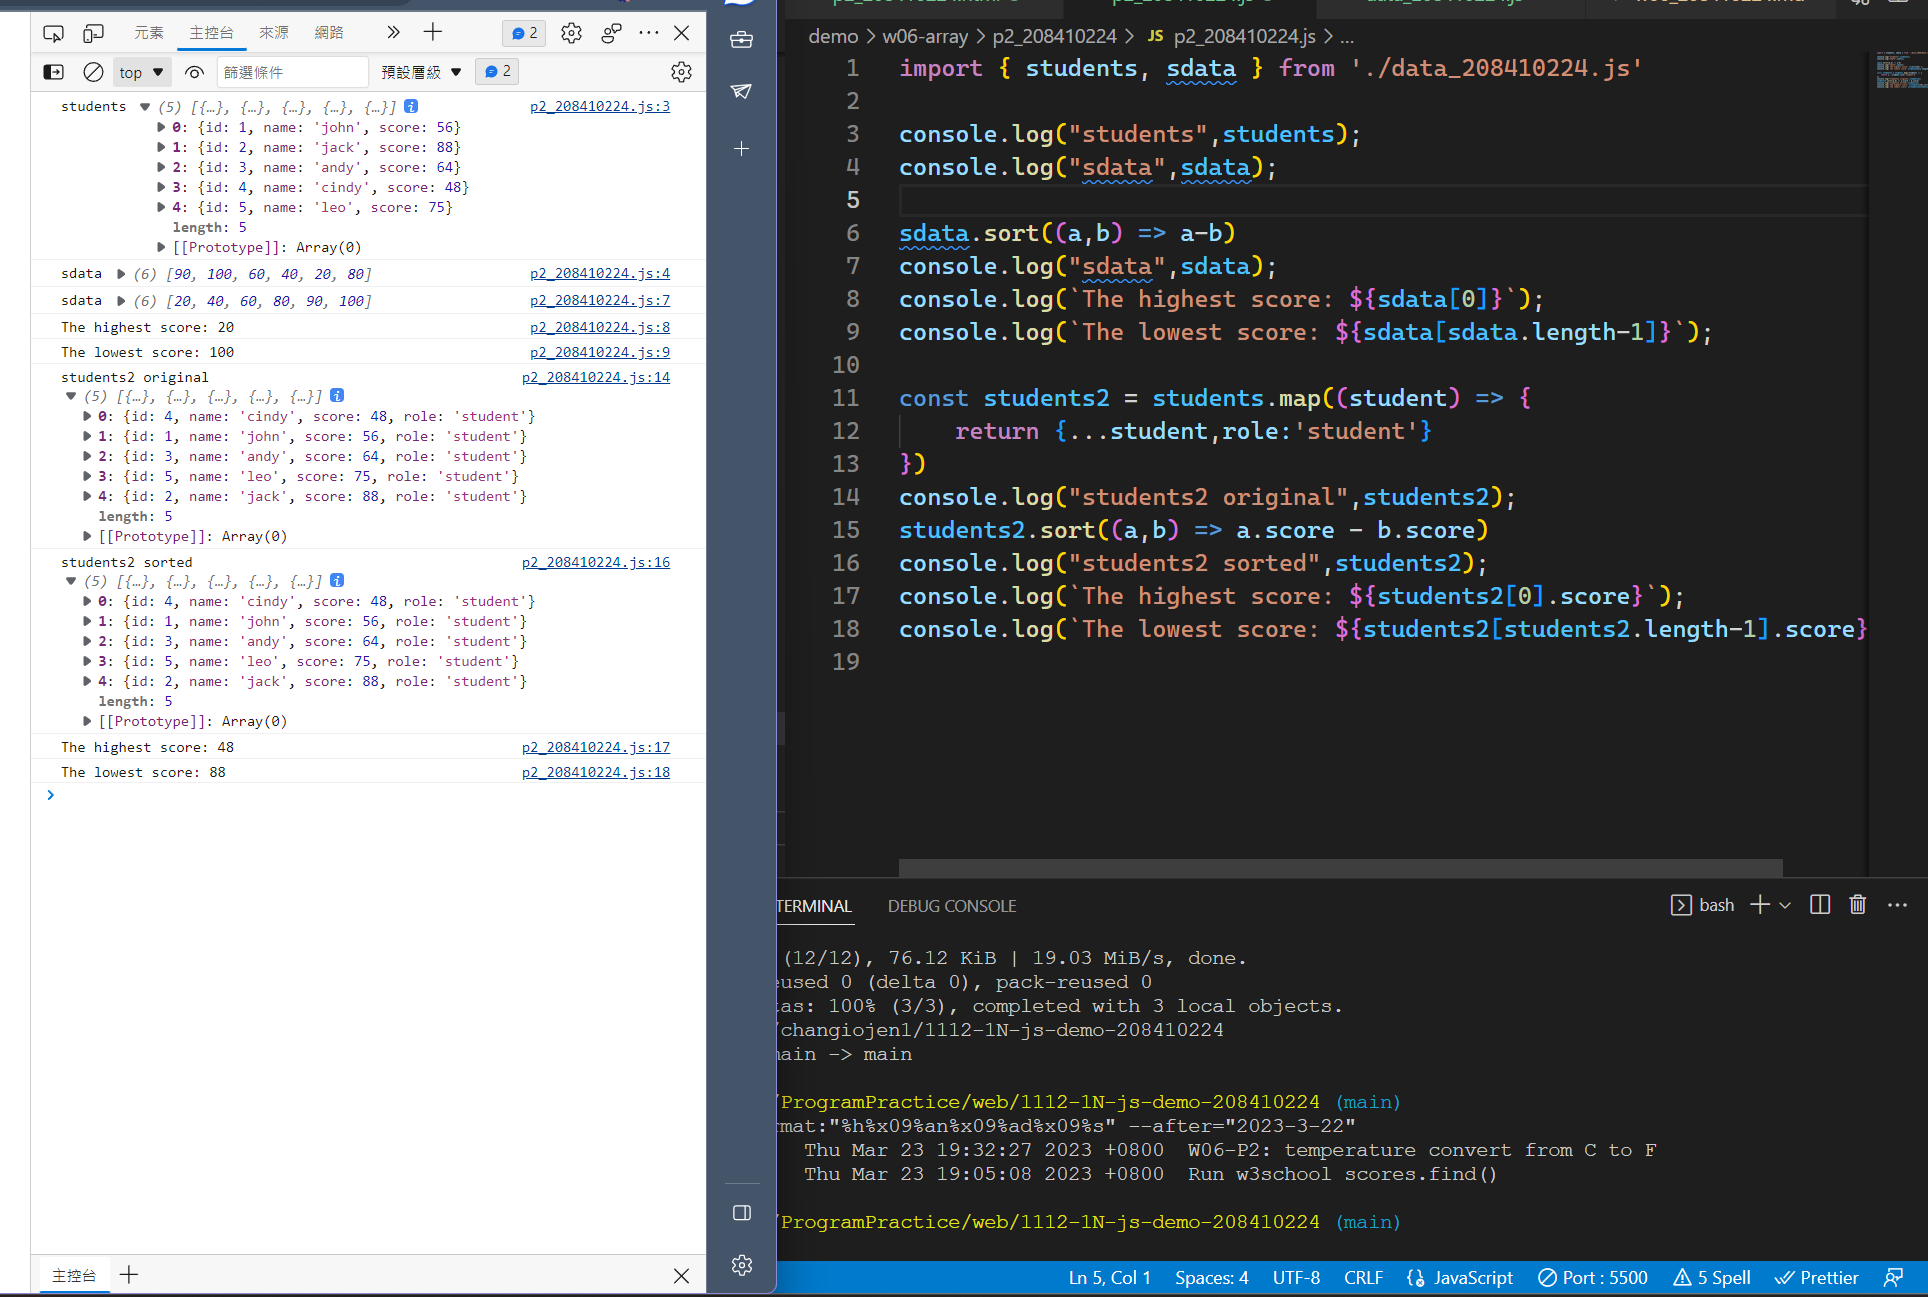 元素 主控台 來源 網路 2
top 篩選條件 預設層級 2
students (5) [{…}, {…}, {…}, {…}, {…}] i p2_208410224.js:3
0: {id: 1, name: 'john', score: 56}
1: {id: 2, name: 'jack', score: 88}
2: {id: 3, name: 'andy', score: 64}
3: {id: 4, name: 'cindy', score: 48}
4: {id: 5, name: 'leo', score: 75}
length: 5
[[Prototype]]: Array(0)
sdata (6) [90, 100, 60, 40, 20, 80] p2_208410224.js:4
sdata (6) [20, 40, 60, 80, 90, 100] p2_208410224.js:7
The highest score: 20 p2_208410224.js:8
The lowest score: 100 p2_208410224.js:9
students2 original p2_208410224.js:14
(5) [{…}, {…}, {…}, {…}, {…}] i
0: {id: 4, name: 'cindy', score: 48, role: 'student'}
1: {id: 1, name: 'john', score: 56, role: 'student'}
2: {id: 3, name: 'andy', score: 64, role: 'student'}
3: {id: 5, name: 'leo', score: 75, role: 'student'}
4: {id: 2, name: 'jack', score: 88, role: 'student'}
length: 5
[[Prototype]]: Array(0)
students2 sorted p2_208410224.js:16
(5) [{…}, {…}, {…}, {…}, {…}] i
0: {id: 4, name: 'cindy', score: 48, role: 'student'}
1: {id: 1, name: 'john', score: 56, role: 'student'}
2: {id: 3, name: 'andy', score: 64, role: 'student'}
3: {id: 5, name: 'leo', score: 75, role: 'student'}
4: {id: 2, name: 'jack', score: 88, role: 'student'}
length: 5
[[Prototype]]: Array(0)
The highest score: 48 p2_208410224.js:17
The lowest score: 88 p2_208410224.js:18
主控台
demo > w06-array > p2_208410224 > JS p2_208410224.js > ...
1 import { students, sdata } from './data_208410224.js'
2
3 console.log("students",students);
4 console.log("sdata",sdata);
5
6 sdata.sort((a,b) => a-b)
7 console.log("sdata",sdata);
8 console.log(`The highest score: ${sdata[0]}`);
9 console.log(`The lowest score: ${sdata[sdata.length-1]}`);
10
11 const students2 = students.map((student) => {
12 return {...student,role:'student'}
13 })
14 console.log("students2 original",students2);
15 students2.sort((a,b) => a.score - b.score)
16 console.log("students2 sorted",students2);
17 console.log(`The highest score: ${students2[0].score}`);
18 console.log(`The lowest score: ${students2[students2.length-1].score}
19
TERMINAL DEBUG CONSOLE bash
(12/12), 76.12 KiB | 19.03 MiB/s, done.
eused 0 (delta 0), pack-reused 0
tas: 100% (3/3), completed with 3 local objects.
/changiojen1/1112-1N-js-demo-208410224
main -> main
/ProgramPractice/web/1112-1N-js-demo-208410224 (main)
rmat:"%h%x09%an%x09%ad%x09%s" --after="2023-3-22"
Thu Mar 23 19:32:27 2023 +0800 W06-P2: temperature convert from C to F
Thu Mar 23 19:05:08 2023 +0800 Run w3school scores.find()
/ProgramPractice/web/1112-1N-js-demo-208410224 (main)
Ln 5, Col 1 Spaces: 4 UTF-8 CRLF JavaScript Port : 5500 5 Spell Prettier